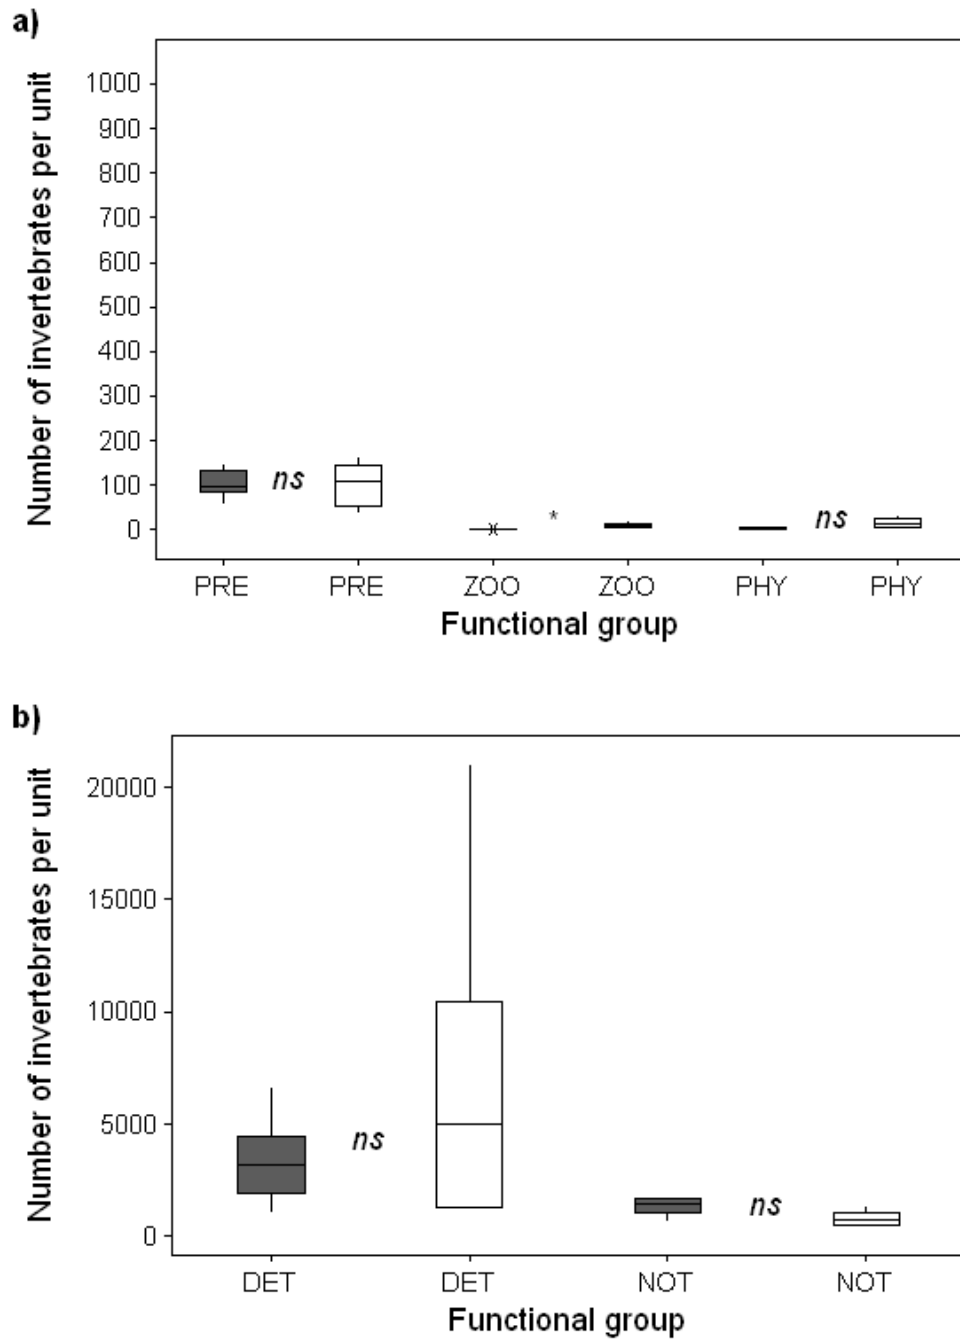 a)
Number of invertebrates per unit
1000
900
800
700
600
500
400
300
200
100
0
ns
*
ns
PRE PRE ZOO ZOO PHY PHY
Functional group
b)
Number of invertebrates per unit
20000
15000
10000
5000
0
ns
ns
DET DET NOT NOT
Functional group